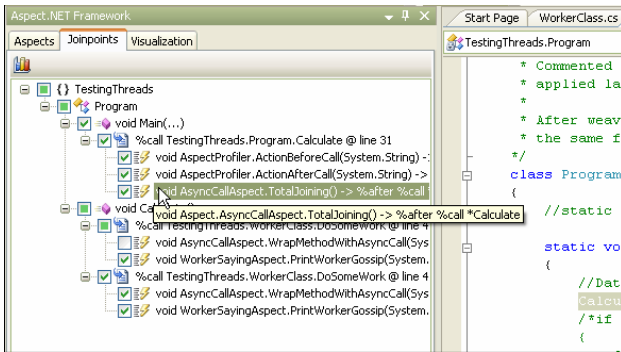 Aspect.NET Framework
Aspects Joinpoints Visualization
{} TestingThreads
Program
void Main(...)
%call TestingThreads.Program.Calculate @ line 31
void AspectProfiler.ActionBeforeCall(System.String) -
void AspectProfiler.ActionAfterCall(System.String) ->
void AsyncCallAspect.TotalJoining() -> %after %call
void Ca
void Aspect.AsyncCallAspect.TotalJoining() -> %after %call *Calculate
%call TestingThreads.WorkerClass.DoSomeWork @ line 4
void AsyncCallAspect.WrapMethodWithAsyncCall(Sys
void WorkerSayingAspect.PrintWorkerGossip(System.
%call TestingThreads.WorkerClass.DoSomeWork @ line 4
void AsyncCallAspect.WrapMethodWithAsyncCall(Sys
void WorkerSayingAspect.PrintWorkerGossip(System.
Start Page WorkerClass.cs
TestingThreads.Program
* Commented
* applied la
*
* After weav
* the same f
*/
class Program
{
//static
static vo
{
//Dat
Calcu
/*if
{